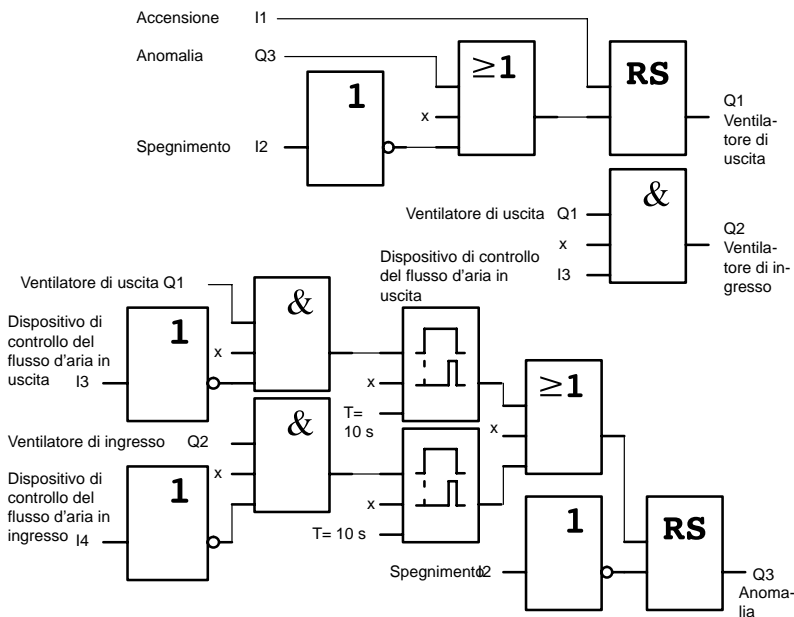 Accensione I1
Anomalia Q3
≥1
RS
1
x
Spegnimento I2
Q1
Ventila-
tore di
uscita
&
Ventilatore di uscita Q1
x
I3
Q2
Ventila-
tore di in-
gresso
Dispositivo di controllo
del flusso d'aria in
uscita
Ventilatore di uscita Q1
&
Dispositivo di
controllo del
flusso d'aria in
uscita I3
1
x
x
T=
10 s
≥1
x
Ventilatore di ingresso Q2
&
x
Dispositivo di
controllo del
flusso d'aria in
ingresso I4
1
x
T= 10 s
Spegnimento I2
1
RS
Q3
Anoma-
lia